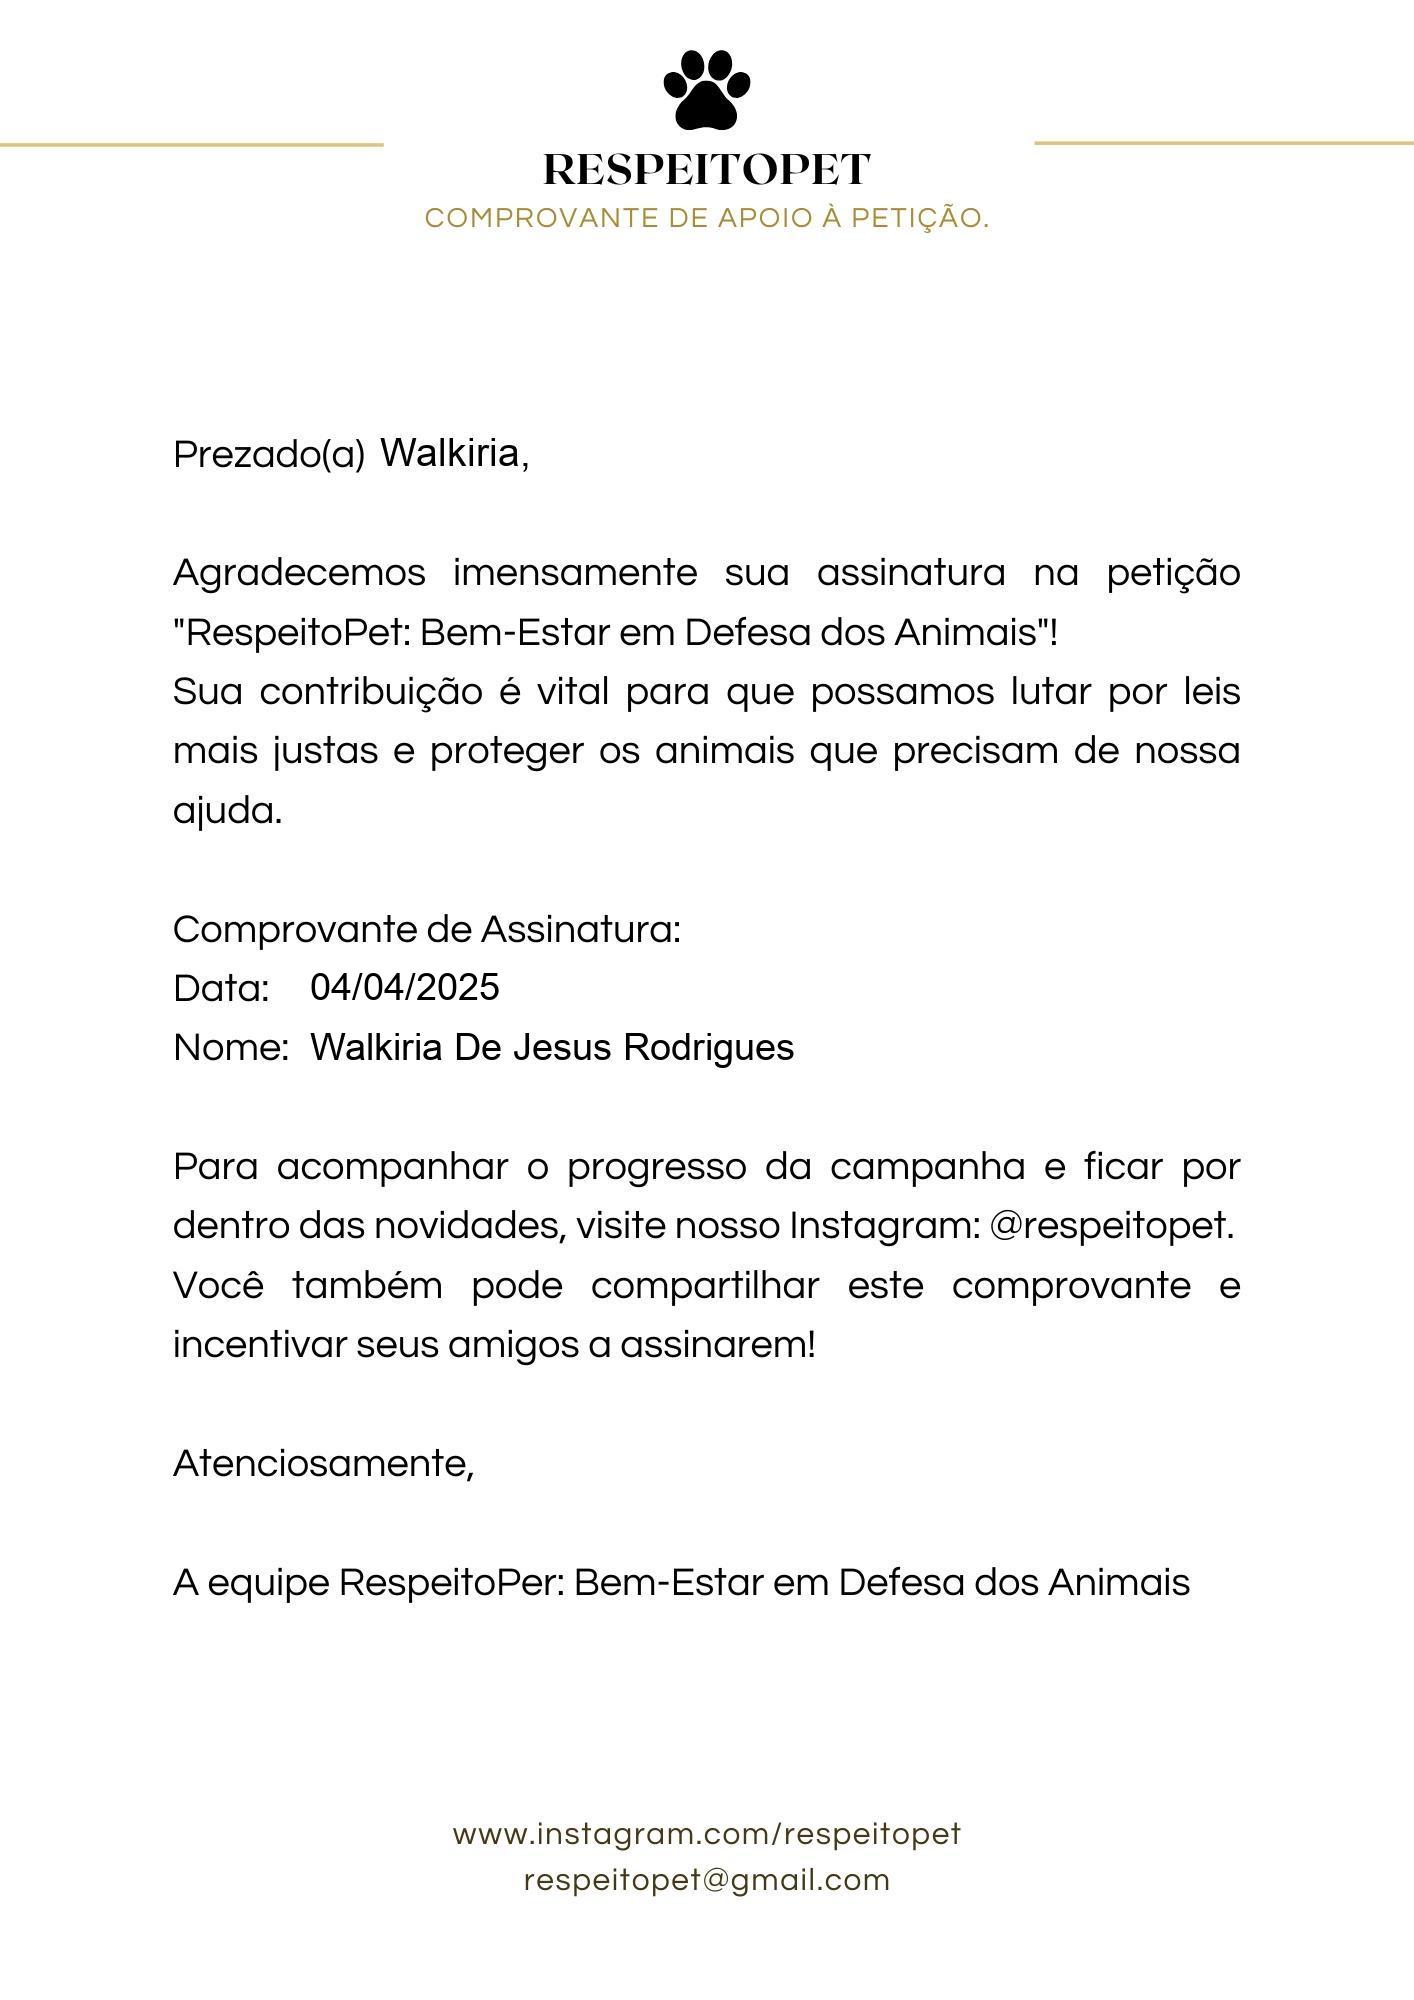 RESPEITOPET
COMPROVANTE DE APOIO À PETIÇÃO.
Prezado(a) Walkiria,
Agradecemos imensamente sua assinatura na petição
"RespeitoPet: Bem-Estar em Defesa dos Animais"!
Sua contribuição é vital para que possamos lutar por leis
mais justas e proteger os animais que precisam de nossa
ajuda.
Comprovante de Assinatura:
Data: 04/04/2025
Nome: Walkiria De Jesus Rodrigues
Para acompanhar o progresso da campanha e ficar por
dentro das novidades, visite nosso Instagram: @respeitopet.
Você também pode compartilhar este comprovante e
incentivar seus amigos a assinarem!
Atenciosamente,
A equipe RespeitoPer: Bem-Estar em Defesa dos Animais
www.instagram.com/respeitopet
respeitopet@gmail.com